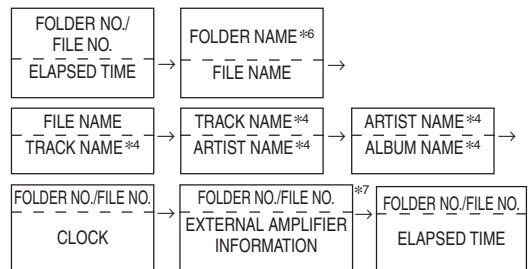 FOLDER NO./
FILE NO.
ELAPSED TIME
→
FOLDER NAME*6
FILE NAME
→
FILE NAME
TRACK NAME*4
→
TRACK NAME*4
ARTIST NAME*4
→
ARTIST NAME*4
ALBUM NAME*4
→
FOLDER NO./FILE NO.
CLOCK
→
FOLDER NO./FILE NO.
EXTERNAL AMPLIFIER
INFORMATION
*7
→
FOLDER NO./FILE NO.
ELAPSED TIME